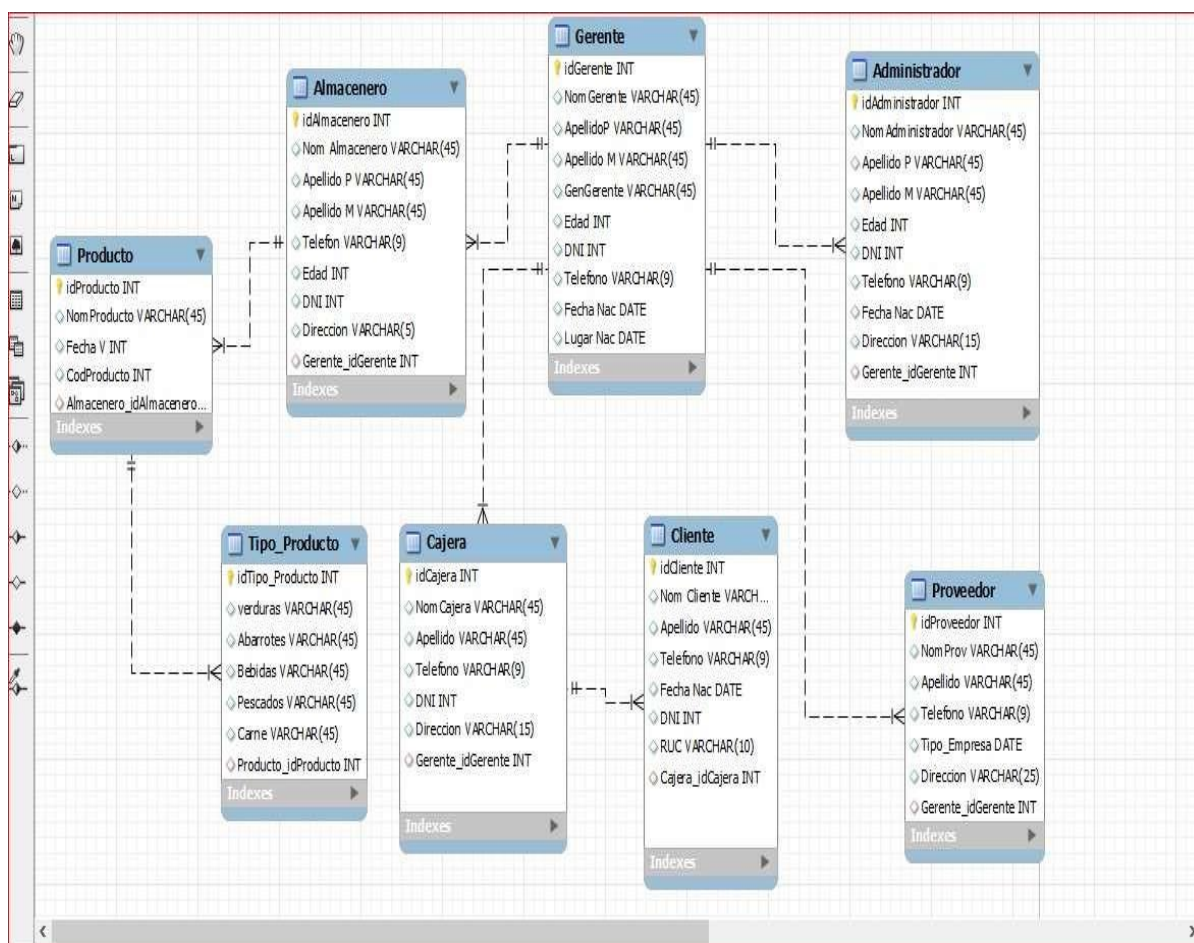 Gerente
idGerente INT
NomGerente VARCHAR(45)
ApellidoP VARCHAR(45)
Apellido M VARCHAR(45)
GenGerente VARCHAR(45)
Edad INT
DNI INT
Telefono VARCHAR(9)
Fecha Nac DATE
Lugar Nac DATE
Indexes
Almacenero
idAlmacenero INT
Nom Almacenero VARCHAR(45)
Apellido P VARCHAR(45)
Apellido M VARCHAR(45)
Telefon VARCHAR(9)
Edad INT
DNI INT
Direccion VARCHAR(5)
Gerente_idGerente INT
Indexes
Administrador
idAdministrador INT
NomAdministrador VARCHAR(45)
Apellido P VARCHAR(45)
Apellido M VARCHAR(45)
Edad INT
DNI INT
Telefono VARCHAR(9)
Fecha Nac DATE
Direccion VARCHAR(15)
Gerente_idGerente INT
Indexes
Producto
idProducto INT
NomProducto VARCHAR(45)
Fecha V INT
CodProducto INT
Almacenero_idAlmacenero...
Indexes
Tipo_Producto
idTipo_Producto INT
verduras VARCHAR(45)
Abarrotes VARCHAR(45)
Bebidas VARCHAR(45)
Pescados VARCHAR(45)
Carne VARCHAR(45)
Producto_idProducto INT
Indexes
Cajera
idCajera INT
NomCajera VARCHAR(45)
Apellido VARCHAR(45)
Telefono VARCHAR(9)
DNI INT
Direccion VARCHAR(15)
Gerente_idGerente INT
Indexes
Cliente
idCliente INT
Nom Cliente VARCH...
Apellido VARCHAR(45)
Telefono VARCHAR(9)
Fecha Nac DATE
DNI INT
RUC VARCHAR(10)
Cajera_idCajera INT
Indexes
Proveedor
idProveedor INT
NomProv VARCHAR(45)
Apellido VARCHAR(45)
Telefono VARCHAR(9)
Tipo_Empresa DATE
Direccion VARCHAR(25)
Gerente_idGerente INT
Indexes